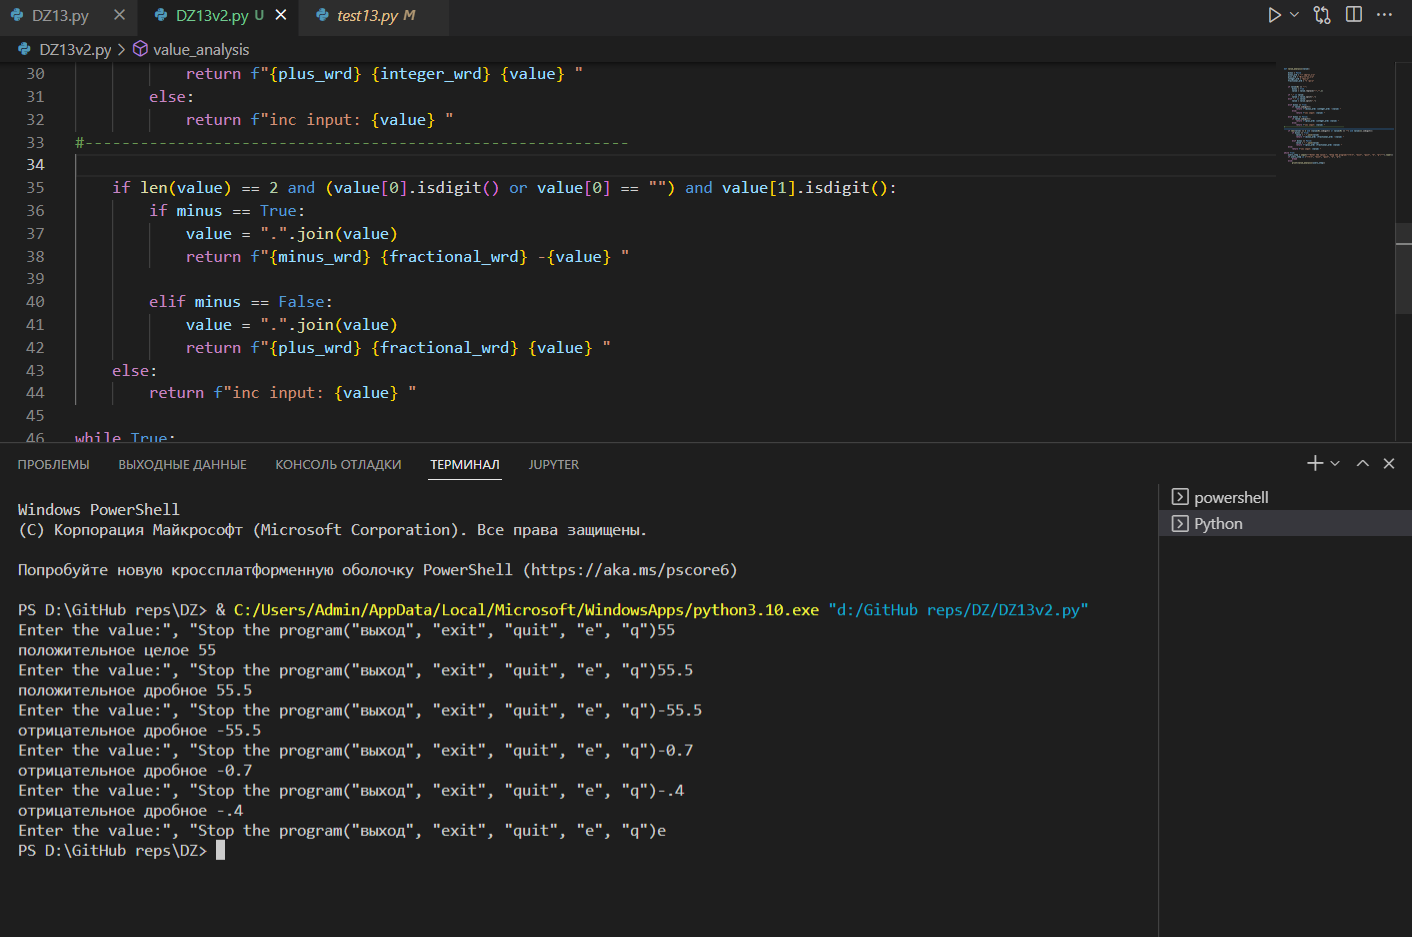 DZ13.py DZ13v2.py U test13.py M
DZ13v2.py > value_analysis
30 return f"{plus_wrd} {integer_wrd} {value} "
31 else:
32 return f"inc input: {value} "
33 #------------------------------------------------------------
34
35 if len(value) == 2 and (value[0].isdigit() or value[0] == "") and value[1].isdigit():
36 if minus == True:
37 value = ".".join(value)
38 return f"{minus_wrd} {fractional_wrd} -{value} "
39
40 elif minus == False:
41 value = ".".join(value)
42 return f"{plus_wrd} {fractional_wrd} {value} "
43 else:
44 return f"inc input: {value} "
45
46 while True:
ПРОБЛЕМЫ ВЫХОДНЫЕ ДАННЫЕ КОНСОЛЬ ОТЛАДКИ ТЕРМИНАЛ JUPYTER
powershell
Python
Windows PowerShell
(C) Корпорация Майкрософт (Microsoft Corporation). Все права защищены.
Попробуйте новую кроссплатформенную оболочку PowerShell (https://aka.ms/pscore6)
PS D:\GitHub reps\DZ> & C:/Users/Admin/AppData/Local/Microsoft/WindowsApps/python3.10.exe "d:/GitHub reps/DZ/DZ13v2.py"
Enter the value:", "Stop the program("выход", "exit", "quit", "e", "q")55
положительное целое 55
Enter the value:", "Stop the program("выход", "exit", "quit", "e", "q")55.5
положительное дробное 55.5
Enter the value:", "Stop the program("выход", "exit", "quit", "e", "q")-55.5
отрицательное дробное -55.5
Enter the value:", "Stop the program("выход", "exit", "quit", "e", "q")-0.7
отрицательное дробное -0.7
Enter the value:", "Stop the program("выход", "exit", "quit", "e", "q")-.4
отрицательное дробное -.4
Enter the value:", "Stop the program("выход", "exit", "quit", "e", "q")e
PS D:\GitHub reps\DZ>